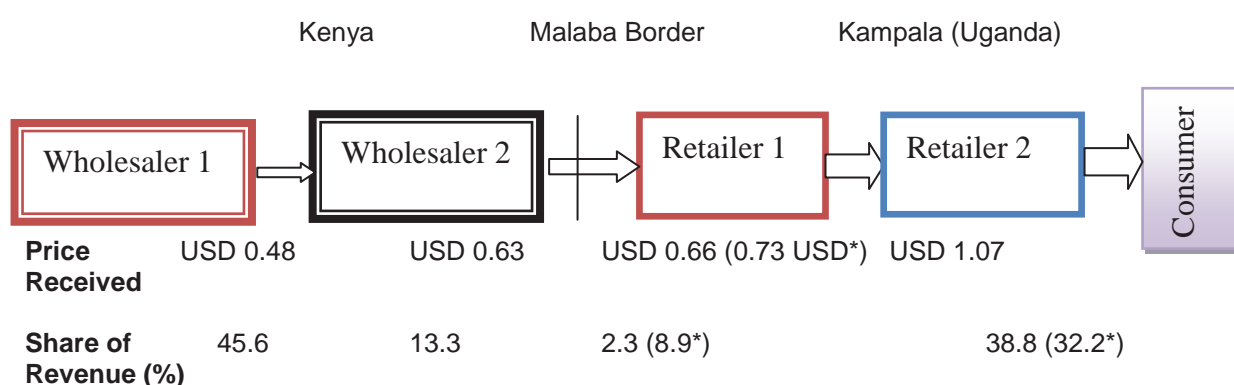 Kenya Malaba Border Kampala (Uganda)
Wholesaler 1 Wholesaler 2 Retailer 1 Retailer 2 Consumer
Price USD 0.48 USD 0.63 USD 0.66 (0.73 USD*) USD 1.07
Received
Share of 45.6 13.3 2.3 (8.9*) 38.8 (32.2*)
Revenue (%)